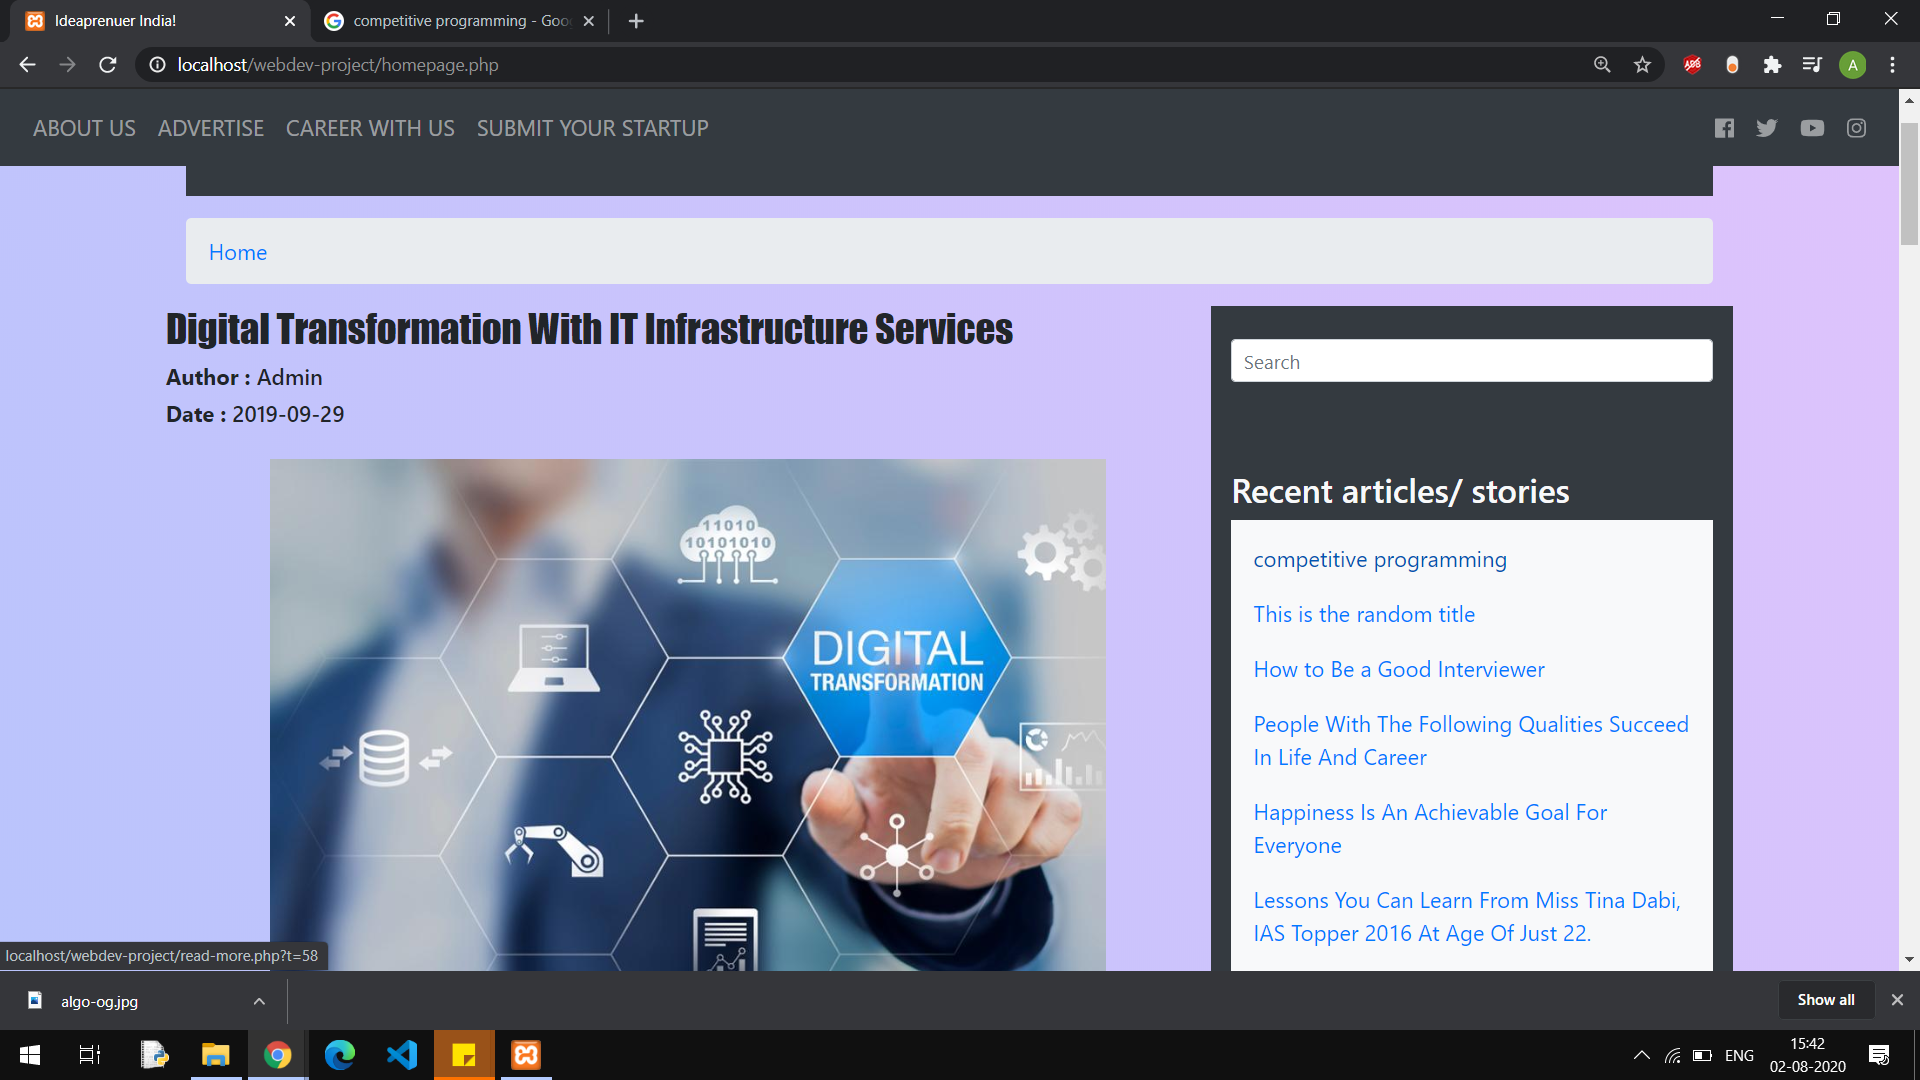 Ideaprenuer India!
competitive programming - Goo
localhost/webdev-project/homepage.php
A
ABOUT US ADVERTISE CAREER WITH US SUBMIT YOUR STARTUP
Home
Digital Transformation With IT Infrastructure Services
Author : Admin
Date : 2019-09-29
11010
10101010
DIGITAL
TRANSFORMATION
Search
Recent articles/ stories
competitive programming
This is the random title
How to Be a Good Interviewer
People With The Following Qualities Succeed
In Life And Career
Happiness Is An Achievable Goal For
Everyone
Lessons You Can Learn From Miss Tina Dabi,
IAS Topper 2016 At Age Of Just 22.
localhost/webdev-project/read-more.php?t=58
algo-og.jpg
Show all
ENG
15:42
02-08-2020